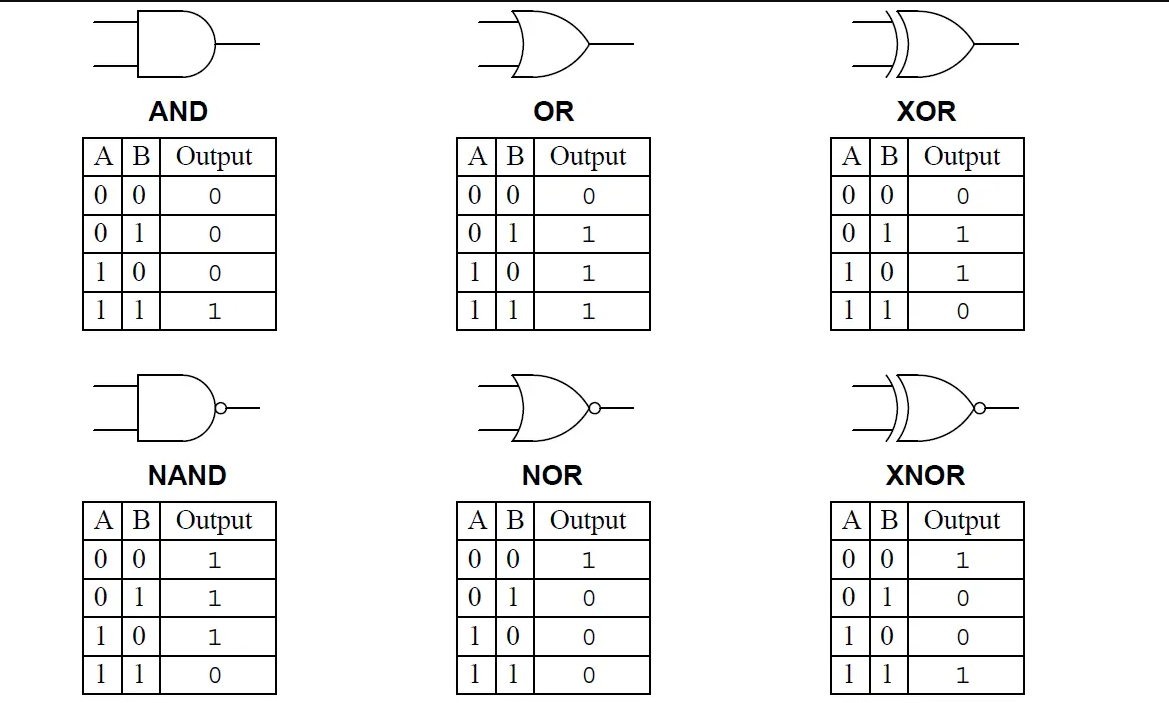 AND OR XOR
A B Output A B Output A B Output
0 0 0 0 0 0 0 0 0
0 1 0 0 1 1 0 1 1
1 0 0 1 0 1 1 0 1
1 1 1 1 1 1 1 1 0
NAND NOR XNOR
A B Output A B Output A B Output
0 0 1 0 0 1 0 0 1
0 1 1 0 1 0 0 1 0
1 0 1 1 0 0 1 0 0
1 1 0 1 1 0 1 1 1